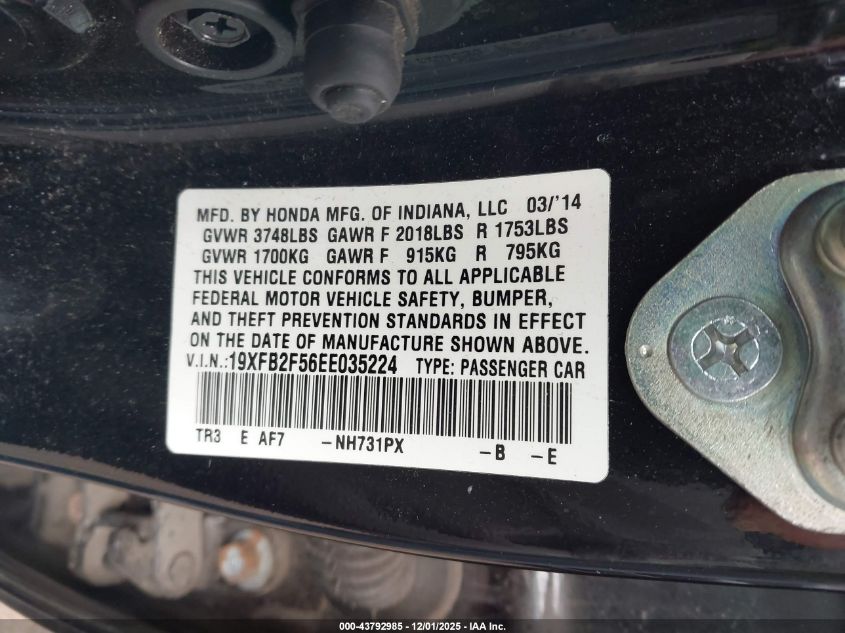 MFD. BY HONDA MFG. OF INDIANA, LLC 03/'14
GVWR 3748LBS GAWR F 2018LBS R 1753LBS
GVWR 1700KG GAWR F 915KG R 795KG
THIS VEHICLE CONFORMS TO ALL APPLICABLE
FEDERAL MOTOR VEHICLE SAFETY, BUMPER,
AND THEFT PREVENTION STANDARDS IN EFFECT
ON THE DATE OF MANUFACTURE SHOWN ABOVE.
V.I.N.:19XFB2F56EE035224 TYPE: PASSENGER CAR
TR3 E AF7 -NH731PX -B -E
000-43792985 - 12/01/2025 - IAA Inc.